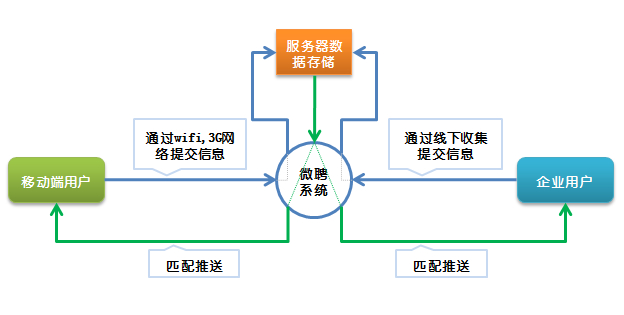 服务器数
据存储
通过wifi,3G网
络提交信息
通过线下收集
提交信息
移动端用户
微聘
系统
企业用户
匹配推送
匹配推送